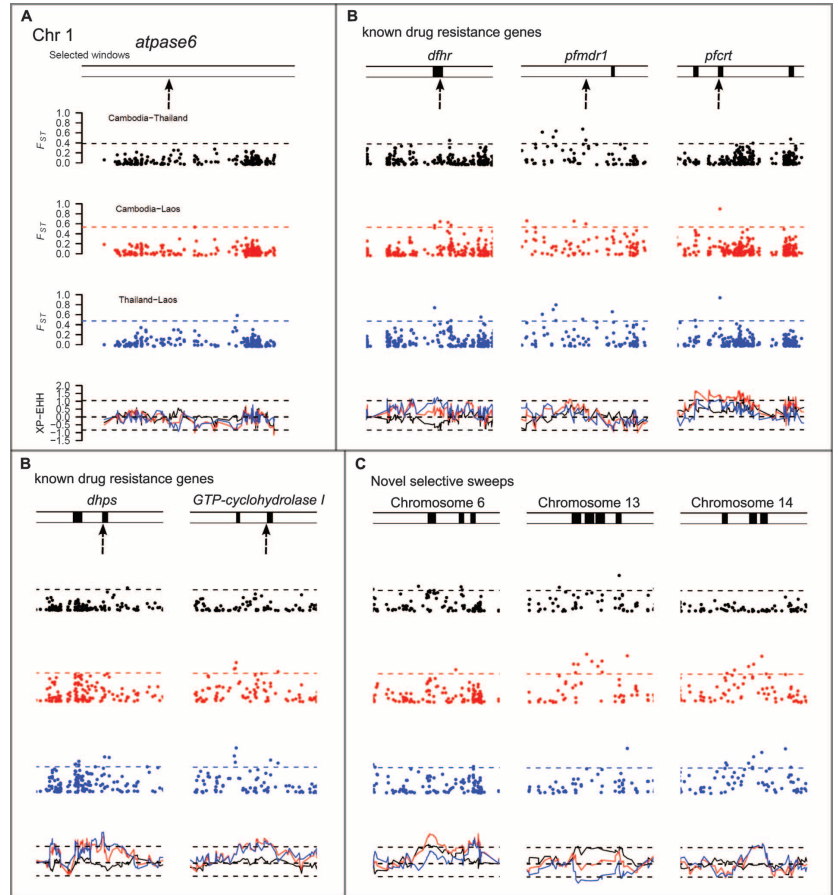 A
Chr 1
atpase6
Selected windows
Cambodia-Thailand
FST
1.0
0.8
0.6
0.4
0.2
0.0
Cambodia-Laos
FST
1.0
0.8
0.6
0.4
0.2
0.0
Thailand-Laos
FST
1.0
0.8
0.6
0.4
0.2
0.0
XP-EHH
2.0
1.5
1.0
0.5
0.0
-0.5
-1.0
-1.5
B
known drug resistance genes
dfhr
pfmdr1
pfcrt
B
known drug resistance genes
dhps
GTP-cyclohydrolase I
C
Novel selective sweeps
Chromosome 6
Chromosome 13
Chromosome 14